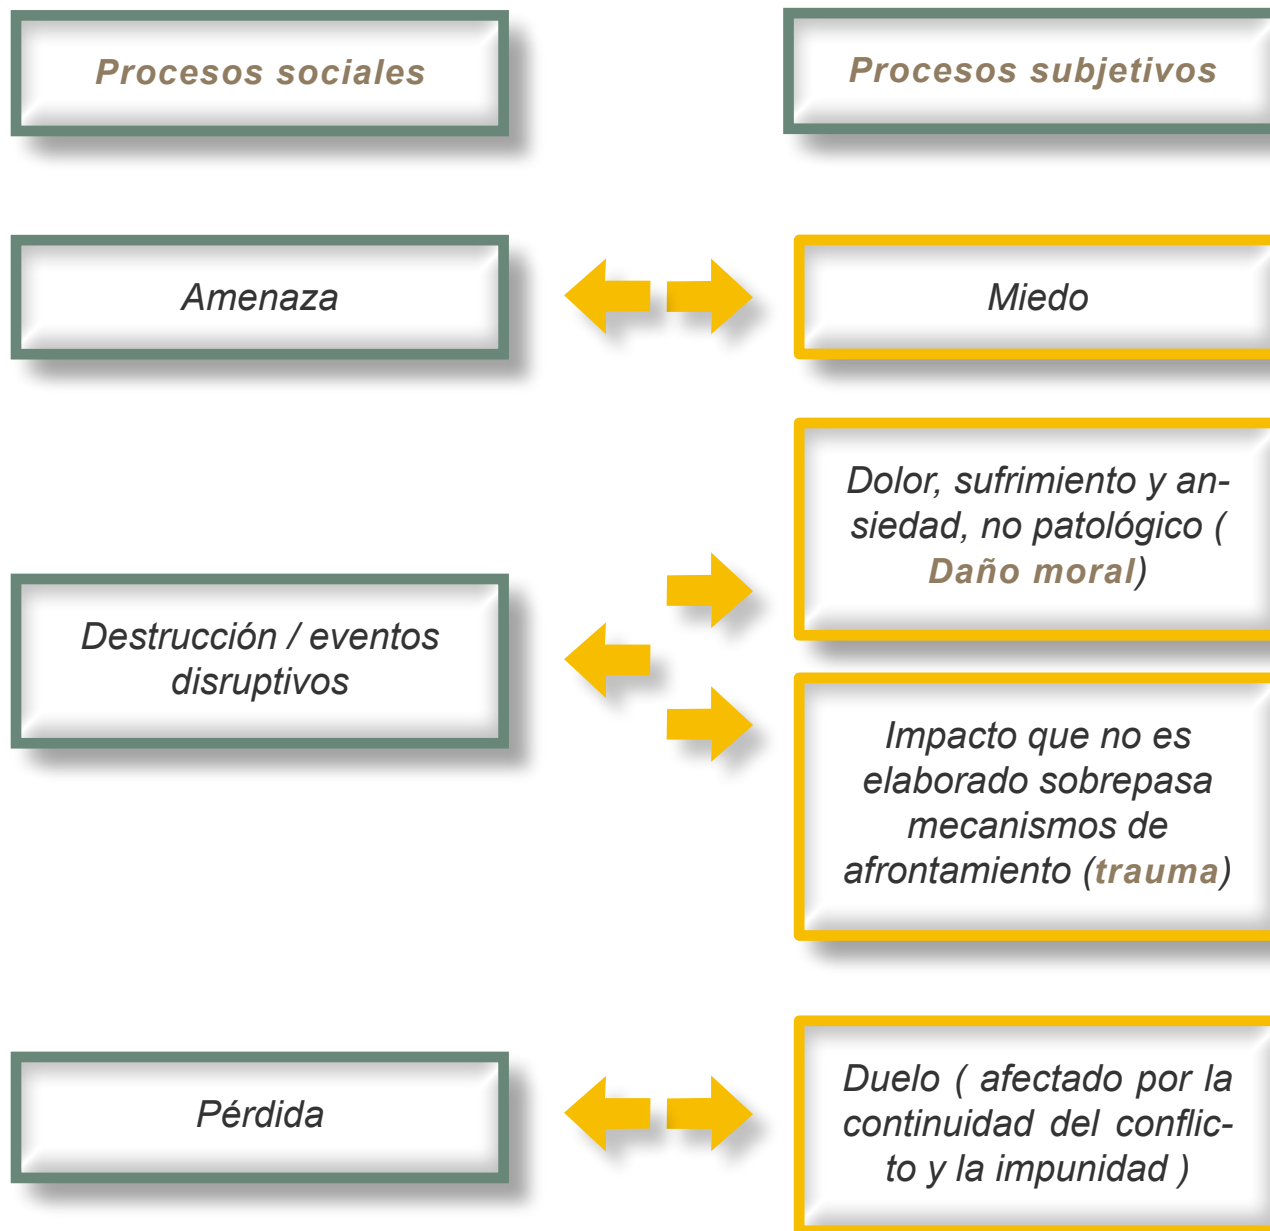 Procesos sociales
Procesos subjetivos
Amenaza
Miedo
Destrucción / eventos
disruptivos
Dolor, sufrimiento y an-
siedad, no patológico (
Daño moral)
Impacto que no es
elaborado sobrepasa
mecanismos de
afrontamiento (trauma)
Pérdida
Duelo ( afectado por la
continuidad del conflic-
to y la impunidad )